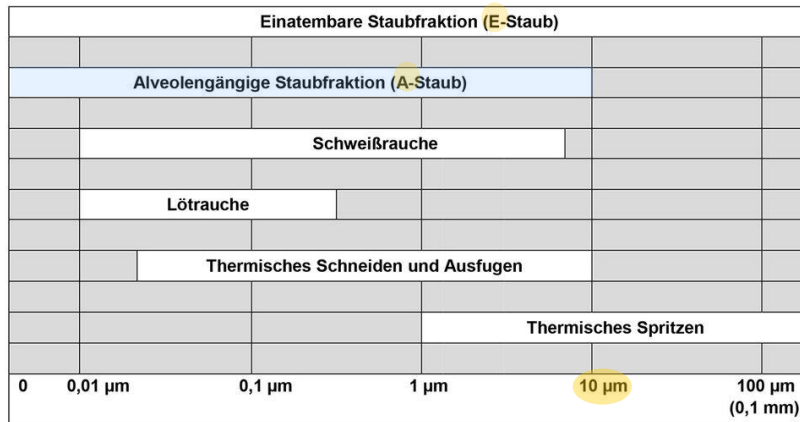 Einatembare Staubfraktion (E-Staub)
Alveolengängige Staubfraktion (A-Staub)
Schweißrauche
Lötrauche
Thermisches Schneiden und Ausfugen
Thermisches Spritzen
0 0,01 µm 0,1 µm 1 µm 10 µm 100 µm
(0,1 mm)